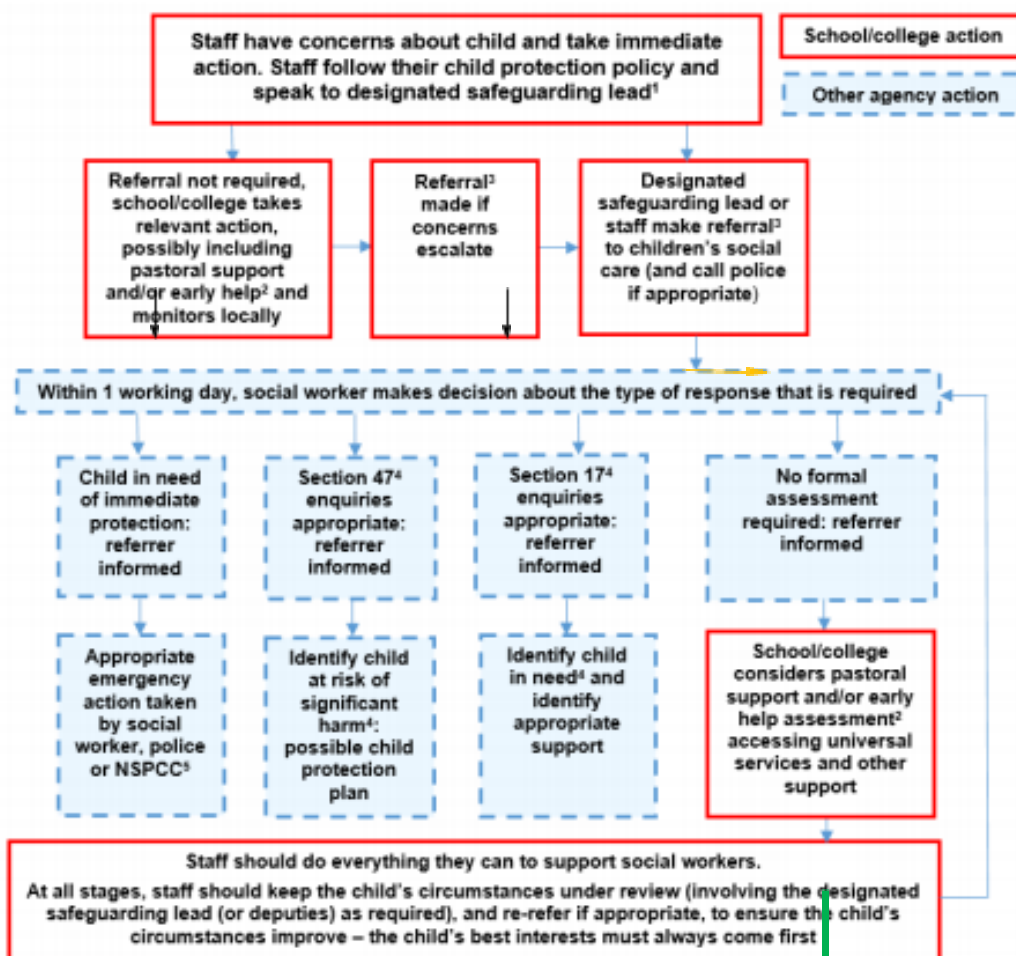 Staff have concerns about child and take immediate
action. Staff follow their child protection policy and
speak to designated safeguarding lead¹
School/college action
Other agency action
Referral not required,
school/college takes
relevant action,
possibly including
pastoral support
and/or early help² and
monitors locally
Referral³
made if
concerns
escalate
Designated
safeguarding lead or
staff make referral³
to children's social
care (and call police
if appropriate)
Within 1 working day, social worker makes decision about the type of response that is required
Child in need
of immediate
protection:
referrer
informed
Section 47⁴
enquiries
appropriate:
referrer
informed
Section 17⁴
enquiries
appropriate:
referrer
informed
No formal
assessment
required: referrer
informed
Appropriate
emergency
action taken
by social
worker, police
or NSPCC⁵
Identify child
at risk of
significant
harm⁴:
possible child
protection
plan
Identify child
in need⁴ and
identify
appropriate
support
School/college
considers pastoral
support and/or early
help assessment²
accessing universal
services and other
support
Staff should do everything they can to support social workers.
At all stages, staff should keep the child's circumstances under review (involving the designated
safeguarding lead (or deputies) as required), and re-refer if appropriate, to ensure the child's
circumstances improve – the child's best interests must always come first